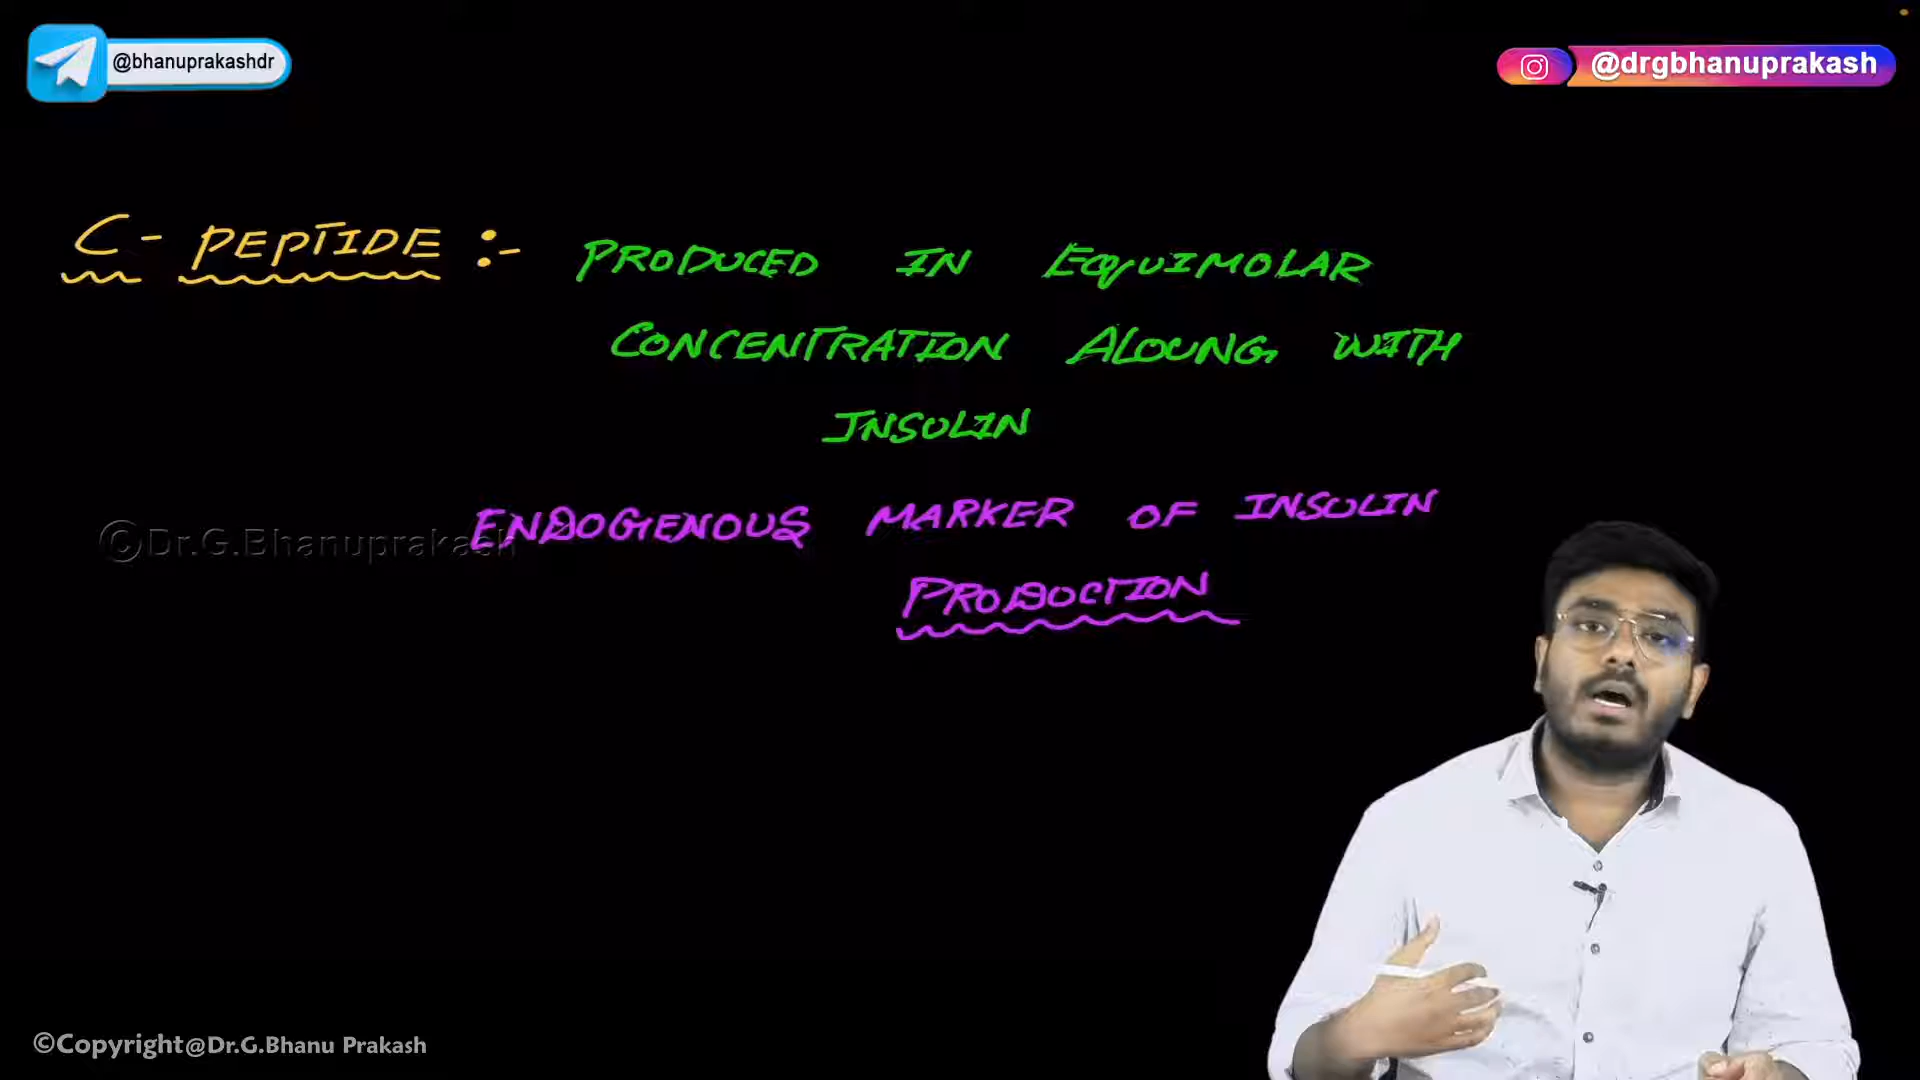 @bhanuprakashdr
@drgbhanuprakash
C-PEPTIDE :- PRODUCED IN EQUIMOLAR
CONCENTRATION ALOUNG WITH
INSULIN
ENDOGENOUS MARKER OF INSULIN
©Dr.G.Bhanuprakash
PRODUCTION
©Copyright@Dr.G.Bhanu Prakash